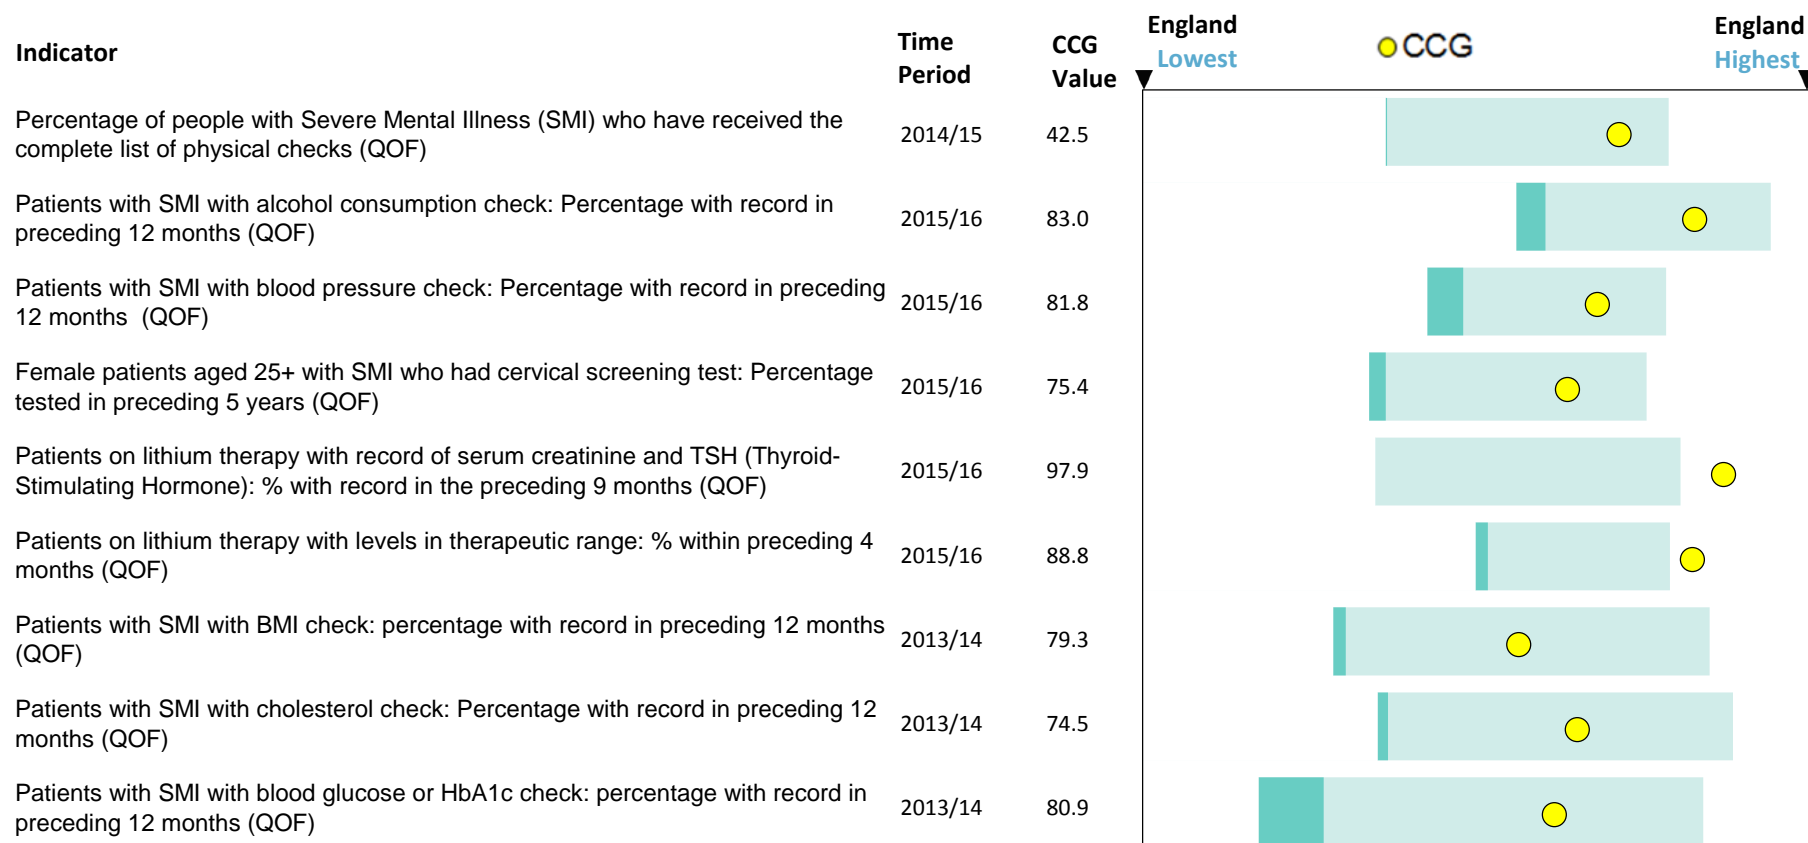 Indicator
Time Period
CCG Value
England Lowest
CCG
England Highest
Percentage of people with Severe Mental Illness (SMI) who have received the
complete list of physical checks (QOF)
2014/15
42.5
Patients with SMI with alcohol consumption check: Percentage with record in
preceding 12 months (QOF)
2015/16
83.0
Patients with SMI with blood pressure check: Percentage with record in preceding
12 months  (QOF)
2015/16
81.8
Female patients aged 25+ with SMI who had cervical screening test: Percentage
tested in preceding 5 years (QOF)
2015/16
75.4
Patients on lithium therapy with record of serum creatinine and TSH (Thyroid-
Stimulating Hormone): % with record in the preceding 9 months (QOF)
2015/16
97.9
Patients on lithium therapy with levels in therapeutic range: % within preceding 4
months (QOF)
2015/16
88.8
Patients with SMI with BMI check: percentage with record in preceding 12 months
(QOF)
2013/14
79.3
Patients with SMI with cholesterol check: Percentage with record in preceding 12
months (QOF)
2013/14
74.5
Patients with SMI with blood glucose or HbA1c check: percentage with record in
preceding 12 months (QOF)
2013/14
80.9